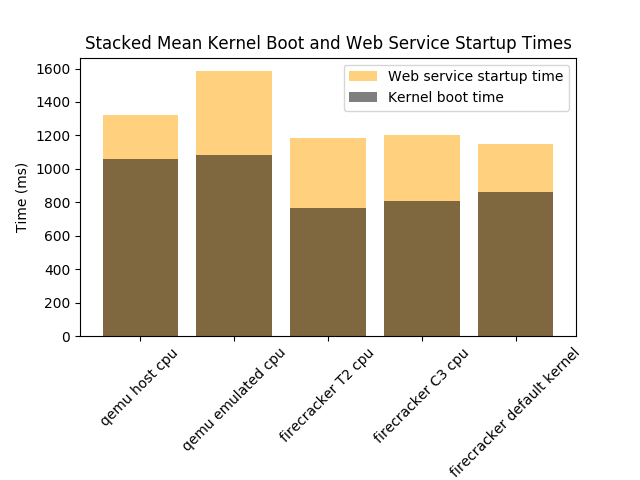 Stacked Mean Kernel Boot and Web Service Startup Times
Web service startup time
Kernel boot time
Time (ms)
1600
1400
1200
1000
800
600
400
200
0
qemu host cpu
qemu emulated cpu
firecracker T2 cpu
firecracker C3 cpu
firecracker default kernel